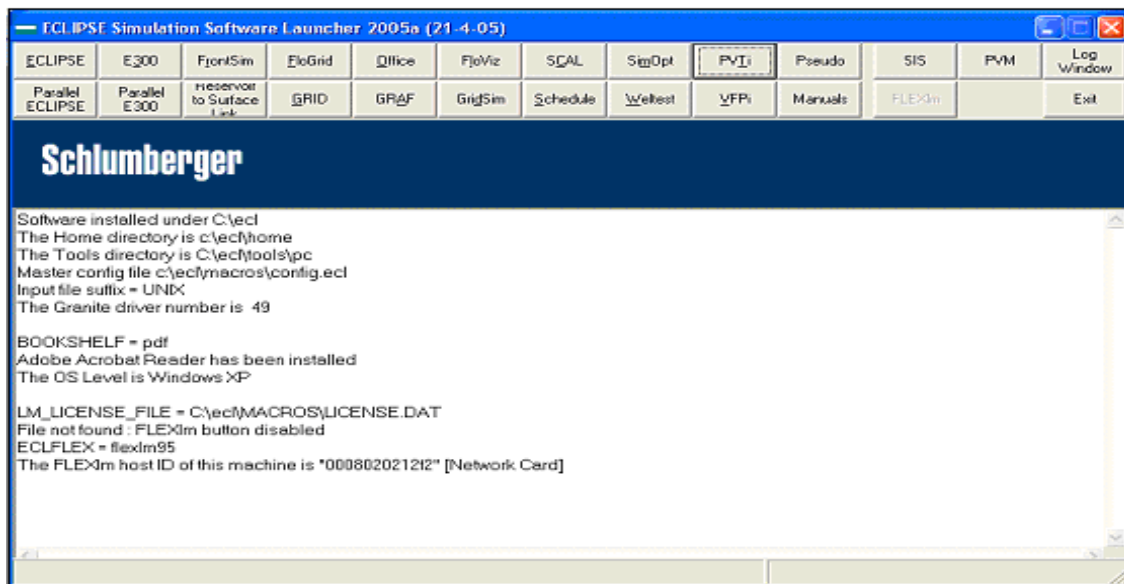 ECLIPSE Simulation Software Launcher 2005a (21-4-05)
ECLIPSE E300 FrontSim FloGrid Office FloViz SCAL SimOpt PVTi Pseudo SIS PVM Log Window
Parallel ECLIPSE Parallel E300 Reservoir to Surface Link GRID GRAF GridSim Schedule Weltest VFPi Manuals FLEXlm Exit
Schlumberger
Software installed under C:\ecl
The Home directory is c:\ecl\home
The Tools directory is C:\ecl\tools\pc
Master config file c:\ecl\macros\config.ecl
Input file suffix = UNIX
The Granite driver number is 49
BOOKSHELF = pdf
Adobe Acrobat Reader has been installed
The OS Level is Windows XP
LM_LICENSE_FILE = C:\ecl\MACROS\LICENSE.DAT
File not found : FLEXlm button disabled
ECLFLEX = flexlm95
The FLEXlm host ID of this machine is "0008020212f2" [Network Card]